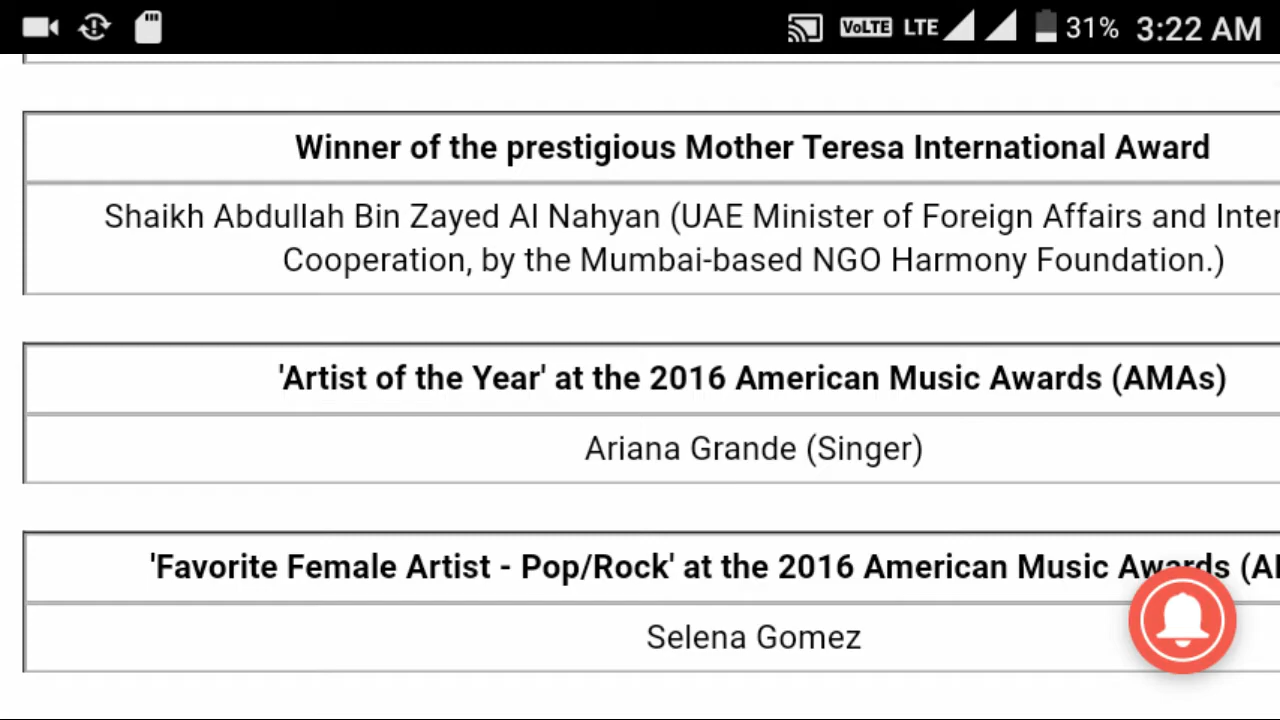 VoLTE LTE 31% 3:22 AM
Winner of the prestigious Mother Teresa International Award
Shaikh Abdullah Bin Zayed Al Nahyan (UAE Minister of Foreign Affairs and Inter
Cooperation, by the Mumbai-based NGO Harmony Foundation.)
'Artist of the Year' at the 2016 American Music Awards (AMAs)
Ariana Grande (Singer)
'Favorite Female Artist - Pop/Rock' at the 2016 American Music Awards (A
Selena Gomez